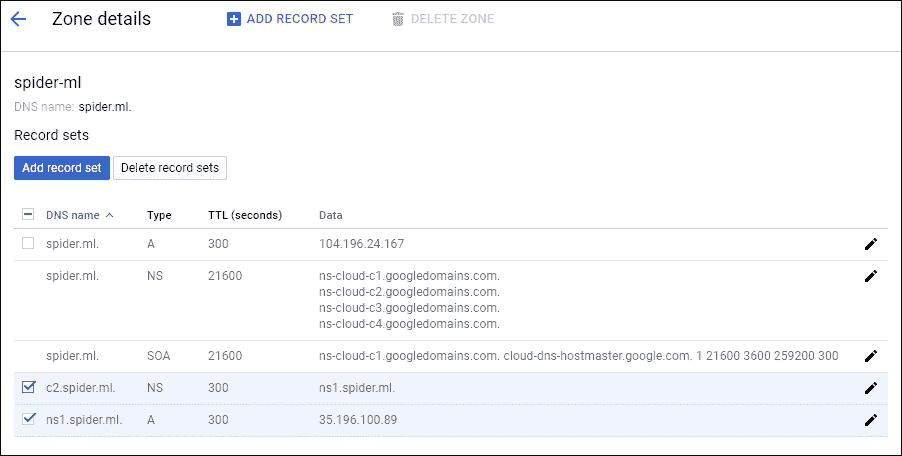 Zone details ADD RECORD SET DELETE ZONE
spider-ml
DNS name: spider.ml.
Record sets
Add record set Delete record sets
DNS name Type TTL (seconds) Data
spider.ml. A 300 104.196.24.167
spider.ml. NS 21600 ns-cloud-c1.googledomains.com.
ns-cloud-c2.googledomains.com.
ns-cloud-c3.googledomains.com.
ns-cloud-c4.googledomains.com.
spider.ml. SOA 21600 ns-cloud-c1.googledomains.com. cloud-dns-hostmaster.google.com. 1 21600 3600 259200 300
c2.spider.ml. NS 300 ns1.spider.ml.
ns1.spider.ml. A 300 35.196.100.89